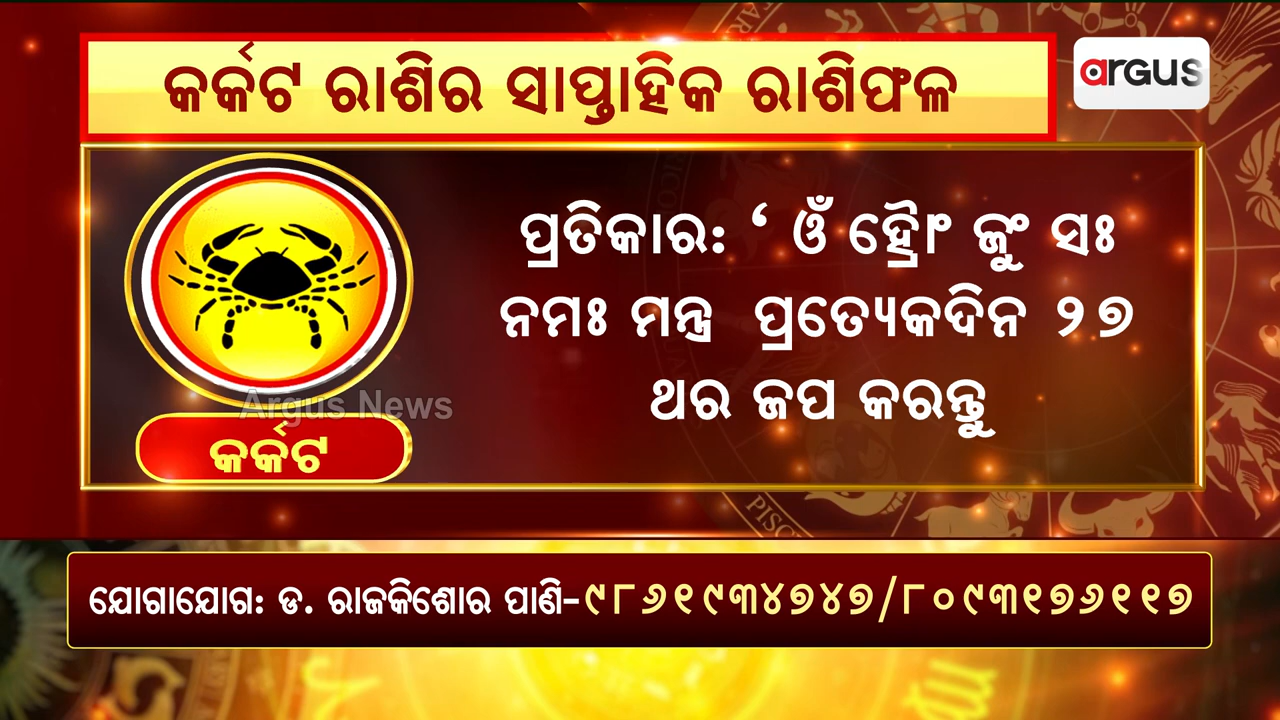 କର୍କଟ ରାଶିର ସାପ୍ତାହିକ ରାଶିଫଳ
argus
ପ୍ରତିକାର: ‘ ଓଁ ହ୍ରୈଂ ଜୁଂ ସଃ
ନମଃ ମନ୍ତ୍ର ପ୍ରତ୍ୟେକଦିନ ୨୭
ଥର ଜପ କରନ୍ତୁ
Argus News
କର୍କଟ
PISC
ଯୋଗାଯୋଗ: ଡ. ରାଜକିଶୋର ପାଣି-୯୮୬୧୯୩୪୭୪୭/୮୦୯୩୧୭୬୧୧୭